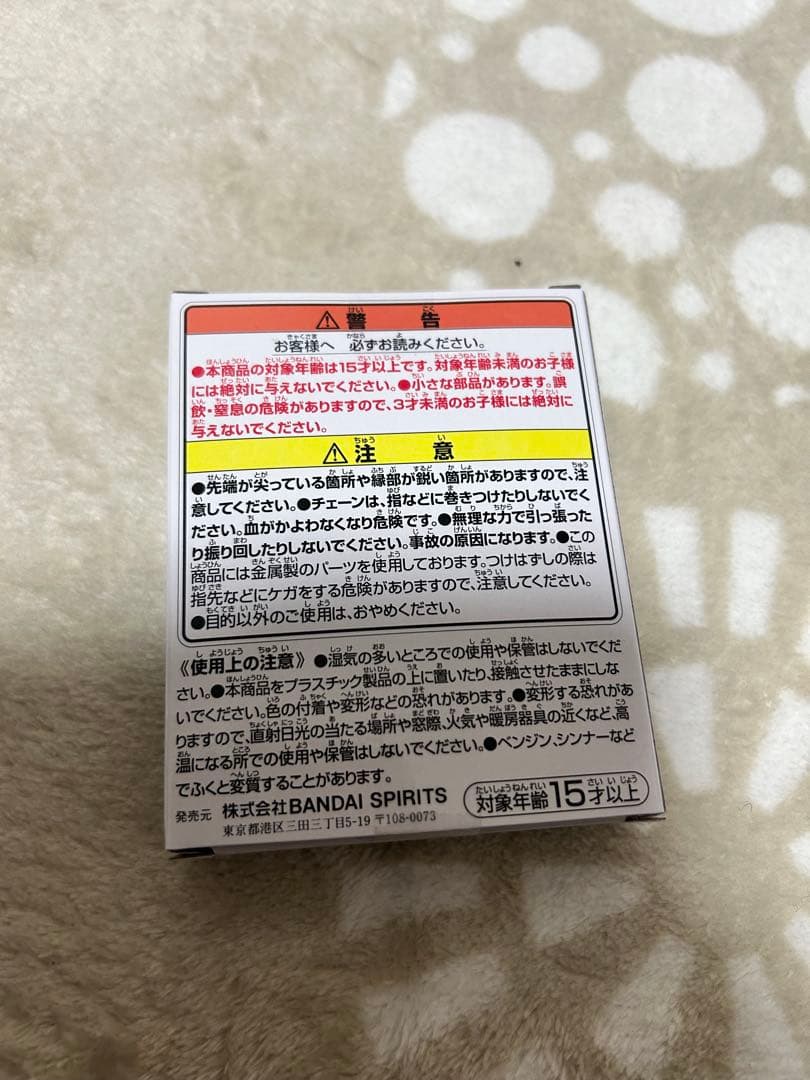 ⚠警告
お客様へ 必ずお読みください。
●本商品の対象年齢は15才以上です。対象年齢未満のお子様
には絶対に与えないでください。●小さな部品があります。誤
飲・窒息の危険がありますので、3才未満のお子様には絶対に
与えないでください。
⚠注意
●先端が尖っている箇所や縁部が鋭い箇所がありますので、注
意してください。●チェーンは、指などに巻きつけたりしないでく
ださい。血がかよわなくなり危険です。●無理な力で引っ張った
り振り回したりしないでください。事故の原因になります。●この
商品には金属製のパーツを使用しております。つけはずしの際は
指先などにケガをする危険がありますので、注意してください。
●目的以外のご使用は、おやめください。
《使用上の注意》●湿気の多いところでの使用や保管はしないでくだ
さい。●本商品をプラスチック製品の上に置いたり、接触させたままにしな
いでください。色の付着や変形などの恐れがあります。●変形する恐れがあ
りますので、直射日光の当たる場所や窓際、火気や暖房器具の近くなど、高
温になる所での使用や保管はしないでください。●ベンジン、シンナーなど
でふくと変質することがあります。
発売元 株式会社BANDAI SPIRITS
東京都港区三田三丁目5-19 〒108-0073
対象年齢15才以上